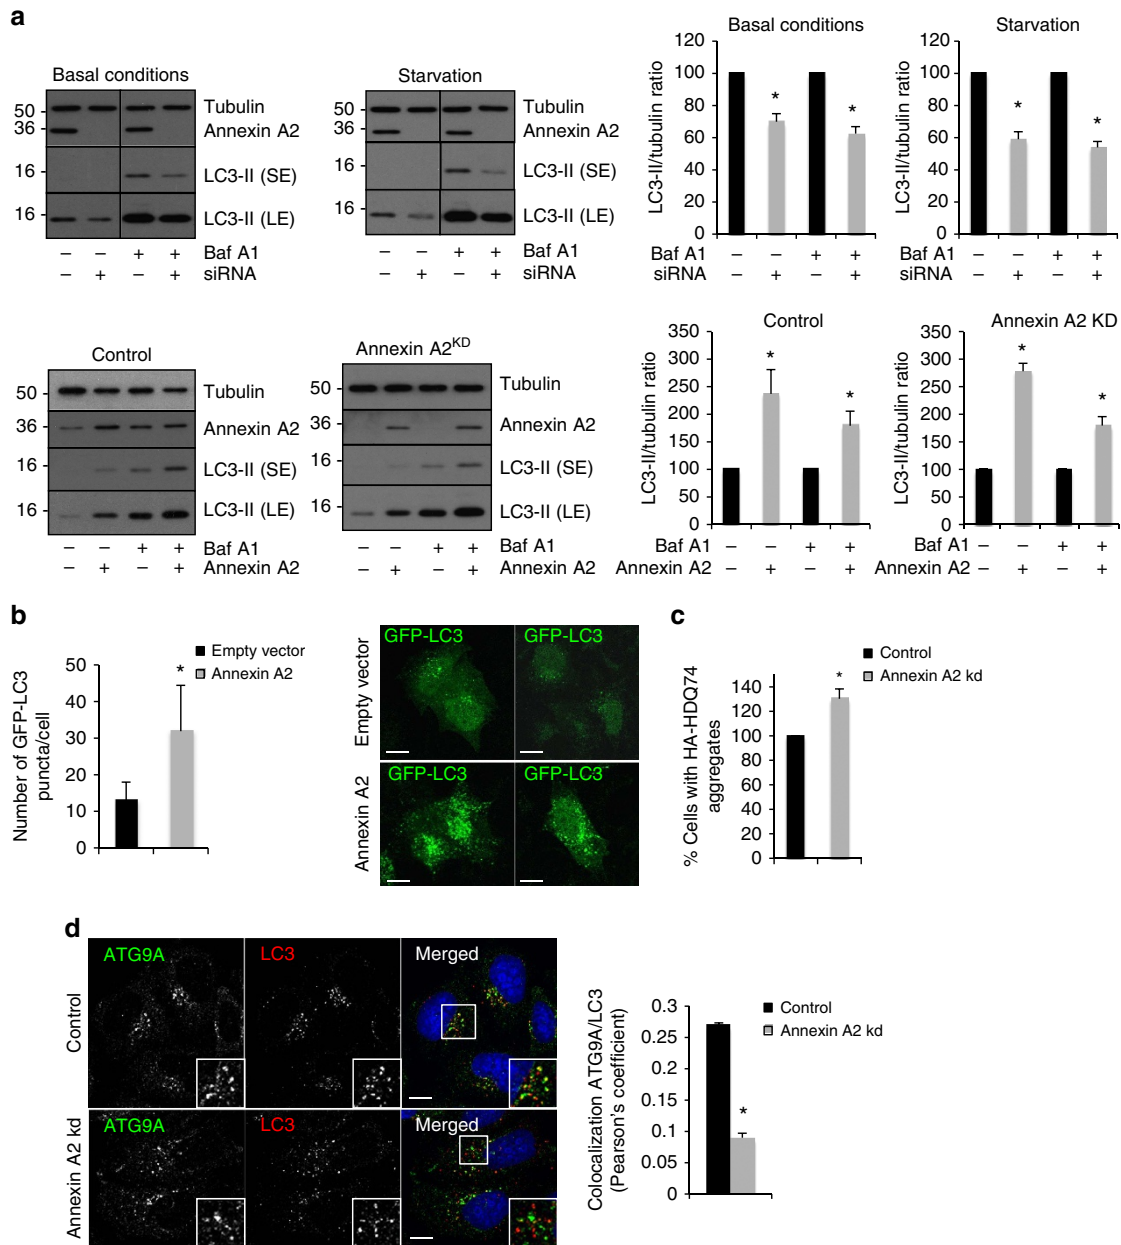 a
Basal conditions
50
36
16
16
Tubulin
Annexin A2
LC3-II (SE)
LC3-II (LE)
– – + + Baf A1
– + – + siRNA
Starvation
50
36
16
16
Tubulin
Annexin A2
LC3-II (SE)
LC3-II (LE)
– – + + Baf A1
– + – + siRNA
Basal conditions
LC3-II/tubulin ratio
120
100
80
60
40
20
0
*
*
Baf A1 – – + +
siRNA – + – +
Starvation
LC3-II/tubulin ratio
120
100
80
60
40
20
0
*
*
Baf A1 – – + +
siRNA – + – +
Control
50
36
16
16
Tubulin
Annexin A2
LC3-II (SE)
LC3-II (LE)
– – + + Baf A1
– + – + Annexin A2
Annexin A2KD
50
36
16
16
Tubulin
Annexin A2
LC3-II (SE)
LC3-II (LE)
– – + + Baf A1
– + – + Annexin A2
Control
LC3-II/tubulin ratio
350
300
250
200
150
100
50
0
*
*
Baf A1 – – + +
Annexin A2 – + – +
Annexin A2 KD
LC3-II/tubulin ratio
350
300
250
200
150
100
50
0
*
*
Baf A1 – – + +
Annexin A2 – + – +
b
Number of GFP-LC3
puncta/cell
50
40
30
20
10
0
*
Empty vector
Annexin A2
Empty vector
GFP-LC3
GFP-LC3
Annexin A2
GFP-LC3
GFP-LC3
c
% Cells with HA-HDQ74
aggregates
140
120
100
80
60
40
20
0
*
Control
Annexin A2 kd
d
Control
ATG9A
LC3
Merged
Annexin A2 kd
ATG9A
LC3
Merged
Colocalization ATG9A/LC3
(Pearson's coefficient)
0.3
0.25
0.2
0.15
0.1
0.05
0
*
Control
Annexin A2 kd